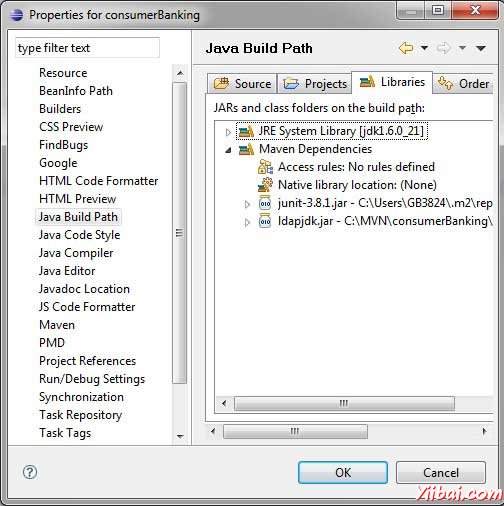 Properties for consumerBanking
type filter text
Resource
BeanInfo Path
Builders
CSS Preview
FindBugs
Google
HTML Code Formatter
HTML Preview
Java Build Path
Java Code Style
Java Compiler
Java Editor
Javadoc Location
JS Code Formatter
Maven
PMD
Project References
Run/Debug Settings
Synchronization
Task Repository
Task Tags
Java Build Path
Source
Projects
Libraries
Order
JARs and class folders on the build path:
JRE System Library [jdk1.6.0_21]
Maven Dependencies
Access rules: No rules defined
Native library location: (None)
junit-3.8.1.jar - C:\Users\GB3824\.m2\rep
ldapjdk.jar - C:\MVN\consumerBanking\
?
OK
Cancel
Yiibai.com